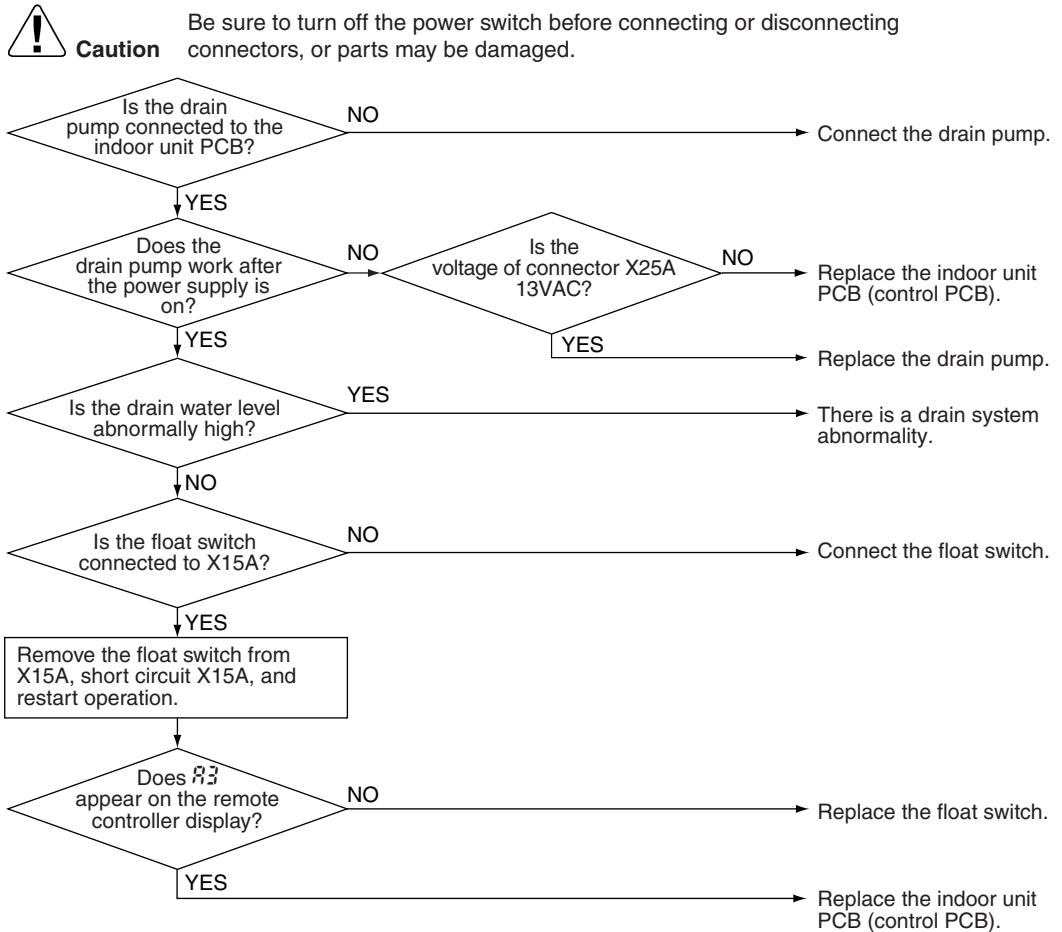 Be sure to turn off the power switch before connecting or disconnecting
Caution connectors, or parts may be damaged.
Is the drain
pump connected to the
indoor unit PCB?
NO
Connect the drain pump.
YES
Does the
drain pump work after
the power supply is
on?
NO
Is the
voltage of connector X25A
13VAC?
NO
Replace the indoor unit
PCB (control PCB).
YES
Replace the drain pump.
YES
Is the drain water level
abnormally high?
YES
There is a drain system
abnormality.
NO
Is the float switch
connected to X15A?
NO
Connect the float switch.
YES
Remove the float switch from
X15A, short circuit X15A, and
restart operation.
Does A3
appear on the remote
controller display?
NO
Replace the float switch.
YES
Replace the indoor unit
PCB (control PCB).